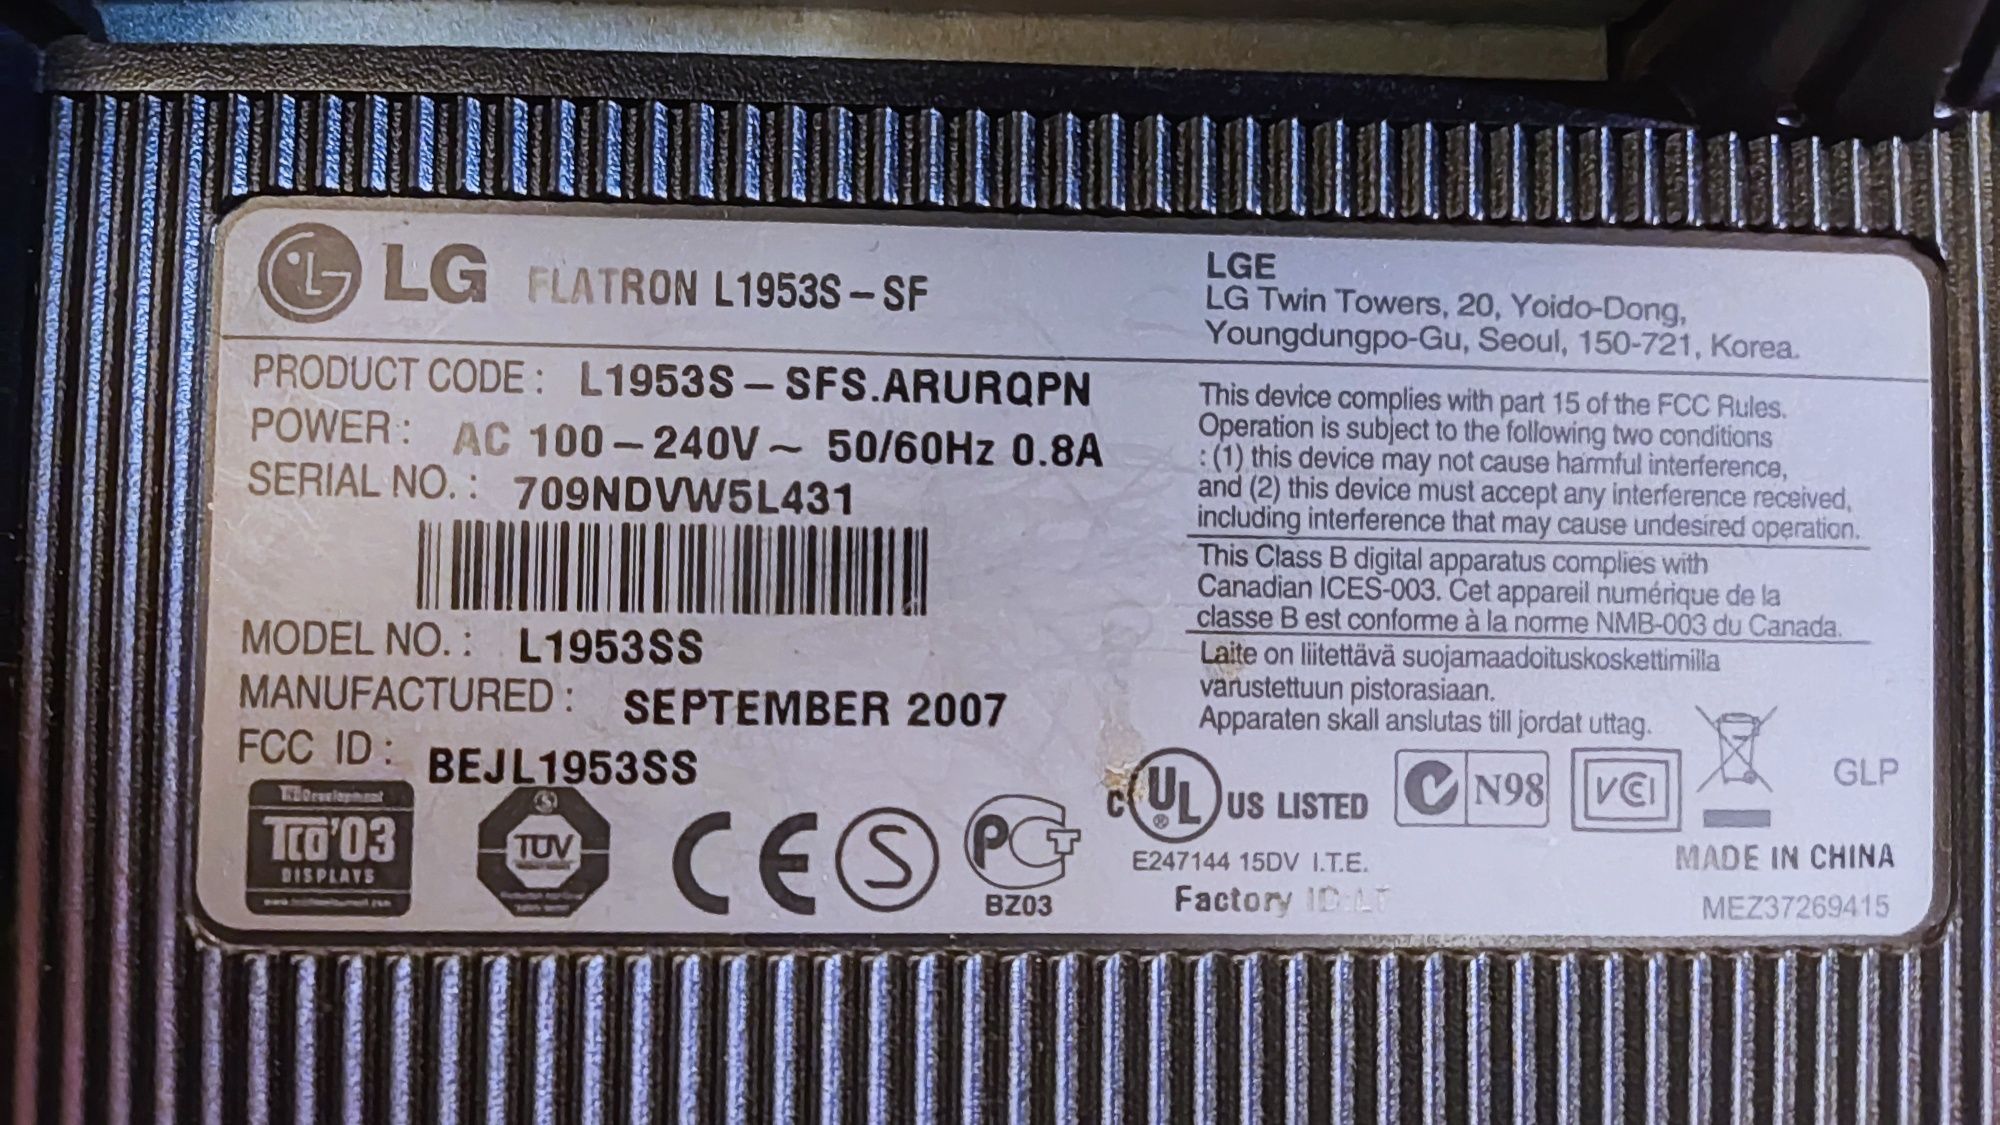 LG FLATRON L1953S-SF
LGE
LG Twin Towers, 20, Yoido-Dong,
Youngdungpo-Gu, Seoul, 150-721, Korea.
PRODUCT CODE : L1953S-SFS.ARURQPN
POWER : AC 100-240V~ 50/60Hz 0.8A
SERIAL NO. : 709NDVW5L431
MODEL NO. : L1953SS
MANUFACTURED : SEPTEMBER 2007
FCC ID : BEJL1953SS
This device complies with part 15 of the FCC Rules.
Operation is subject to the following two conditions
: (1) this device may not cause harmful interference,
and (2) this device must accept any interference received,
including interference that may cause undesired operation.
This Class B digital apparatus complies with
Canadian ICES-003. Cet appareil numérique de la
classe B est conforme à la norme NMB-003 du Canada.
Laite on liitettävä suojamaadoituskoskettimilla
varustettuun pistorasiaan.
Apparaten skall anslutas till jordat uttag.
TCO'03
DISPLAYS
TÜV
CE
S
PCT
BZ03
C UL US LISTED
®
E247144 15DV I.T.E.
Factory ID:LT
N98
VCCI
GLP
MADE IN CHINA
MEZ37269415